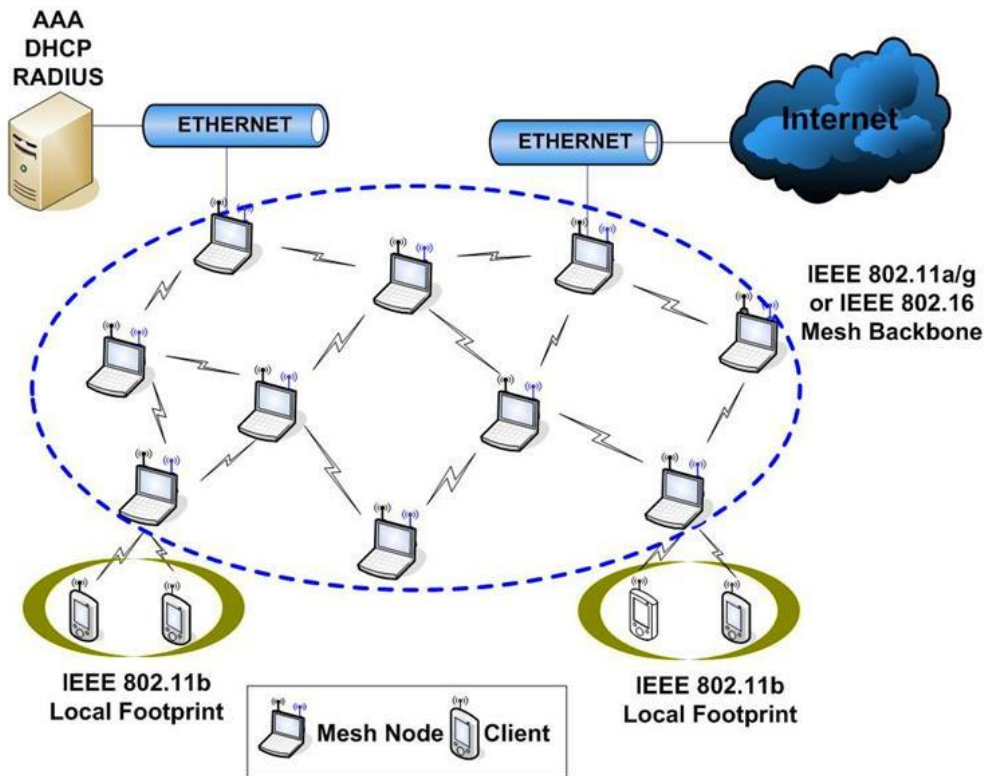 AAA
DHCP
RADIUS
ETHERNET
ETHERNET
Internet
IEEE 802.11a/g
or IEEE 802.16
Mesh Backbone
IEEE 802.11b
Local Footprint
IEEE 802.11b
Local Footprint
Mesh Node
Client